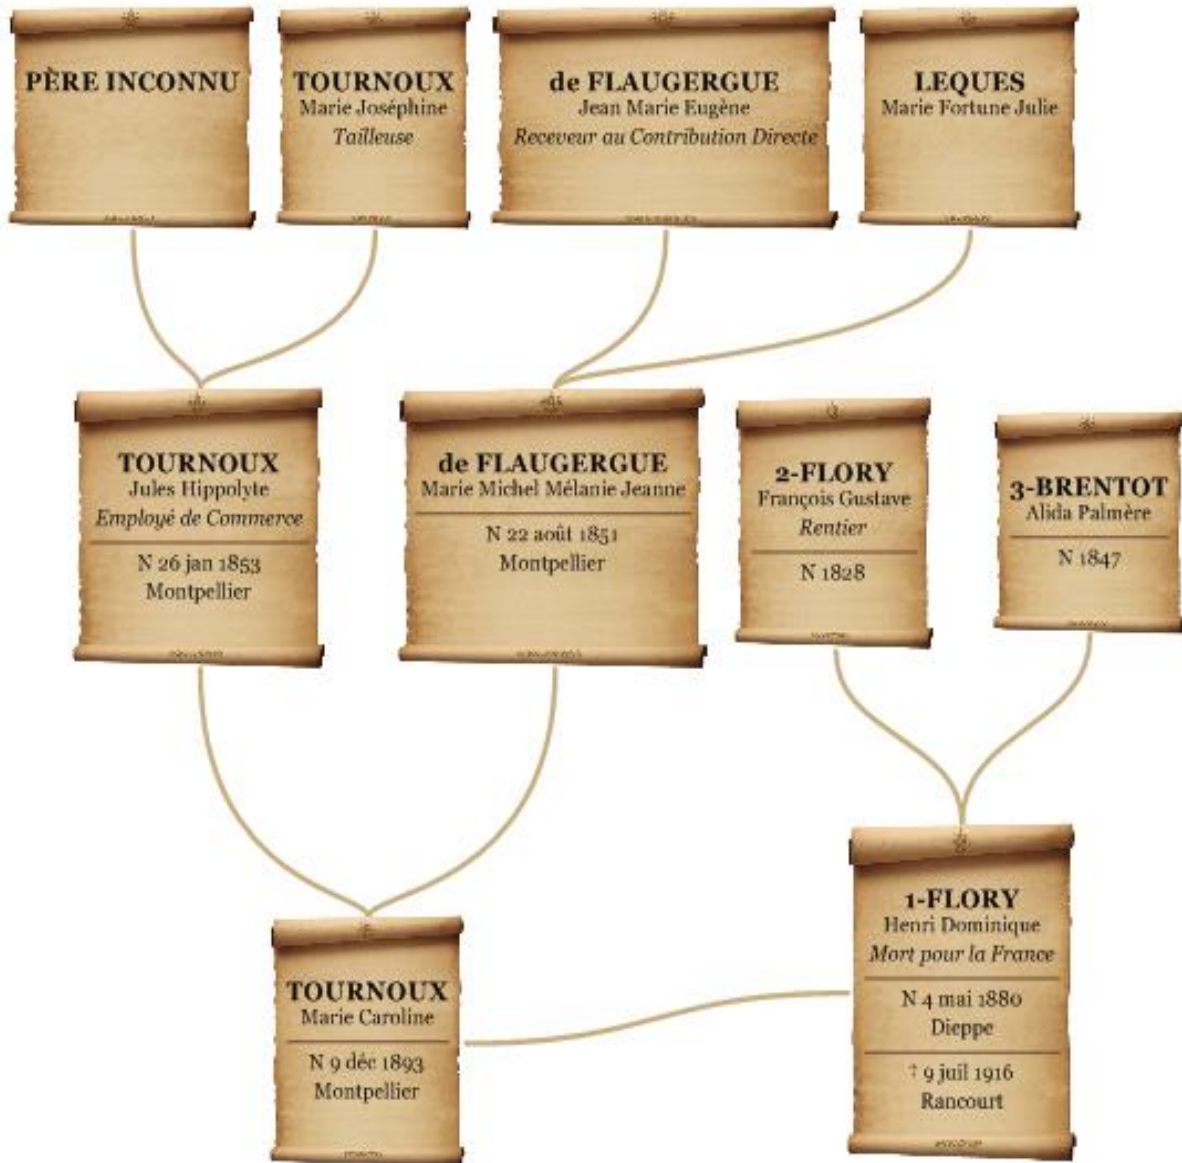 PÈRE INCONNU
TOURNOUX
Marie Joséphine
Tailleuse
de FLAUGERGUE
Jean Marie Eugène
Receveur au Contribution Directe
LEQUES
Marie Fortune Julie
TOURNOUX
Jules Hippolyte
Employé de Commerce
N 26 jan 1853
Montpellier
de FLAUGERGUE
Marie Michel Mélanie Jeanne
N 22 août 1851
Montpellier
2-FLORY
François Gustave
Rentier
N 1828
3-BRENTOT
Alida Palmère
N 1847
TOURNOUX
Marie Caroline
N 9 déc 1893
Montpellier
1-FLORY
Henri Dominique
Mort pour la France
N 4 mai 1880
Dieppe
† 9 juil 1916
Rancourt